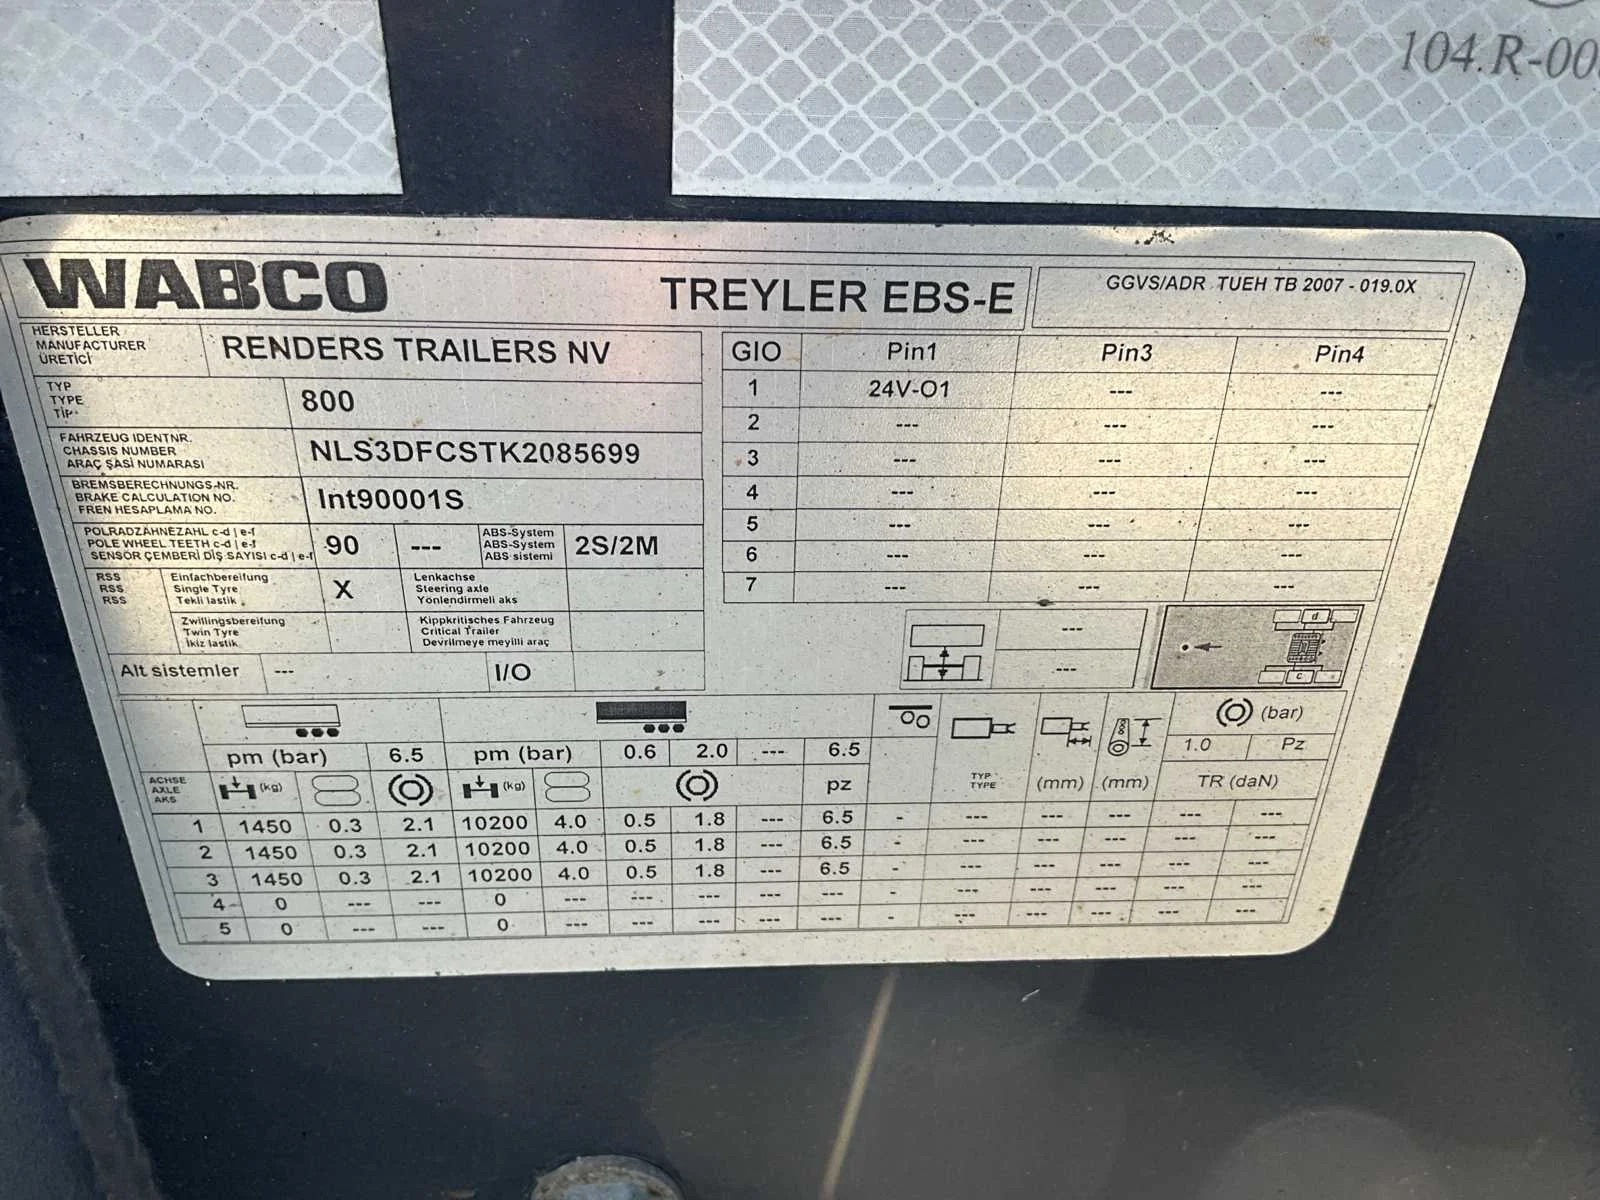 104.R-00
WABCO
TREYLER EBS-E
GGVS/ADR TUEH TB 2007 - 019.0X
HERSTELLER
MANUFACTURER
ÜRETİCİ
RENDERS TRAILERS NV
TYP
TYPE
TİP
800
FAHRZEUG IDENTNR.
CHASSIS NUMBER
ARAÇ ŞASİ NUMARASI
NLS3DFCSTK2085699
BREMSBERECHNUNGS-NR.
BRAKE CALCULATION NO.
FREN HESAPLAMA NO.
Int90001S
POLRADZÄHNEZAHL c-d | e-f
POLE WHEEL TEETH c-d | e-f
SENSÖR ÇEMBERİ DİŞ SAYISI c-d | e-f
90 ---
ABS-System
ABS-System
ABS sistemi
2S/2M
RSS
RSS
RSS
Einfachbereifung
Single Tyre
Tekli lastik
X
Lenkachse
Steering axle
Yönlendirmeli aks
Zwillingsbereifung
Twin Tyre
İkiz lastik
Kippkritisches Fahrzeug
Critical Trailer
Devrilmeye meyilli araç
Alt sistemler --- I/O
GIO Pin1 Pin3 Pin4
1 24V-O1 --- ---
2 --- --- ---
3 --- --- ---
4 --- --- ---
5 --- --- ---
6 --- --- ---
7 --- --- ---
---
---
d
c
pm (bar) 6.5 pm (bar) 0.6 2.0 --- 6.5
(bar)
1.0 Pz
ACHSE
AXLE
AKS
(kg) (kg) pz
TYP
TYPE
(mm) (mm) TR (daN)
1 1450 0.3 2.1 10200 4.0 0.5 1.8 --- 6.5 - --- --- --- --- ---
2 1450 0.3 2.1 10200 4.0 0.5 1.8 --- 6.5 - --- --- --- --- ---
3 1450 0.3 2.1 10200 4.0 0.5 1.8 --- 6.5 - --- --- --- --- ---
4 0 --- --- 0 --- --- --- --- --- - --- --- --- --- ---
5 0 --- --- 0 --- --- --- --- --- - --- --- --- --- ---